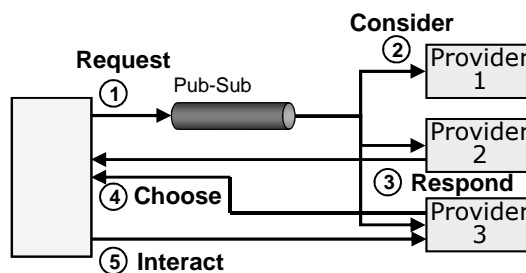 Consider
② Provider
1
Request
① Pub-Sub
Provider
2
③ Respond
④ Choose
Provider
3
⑤ Interact